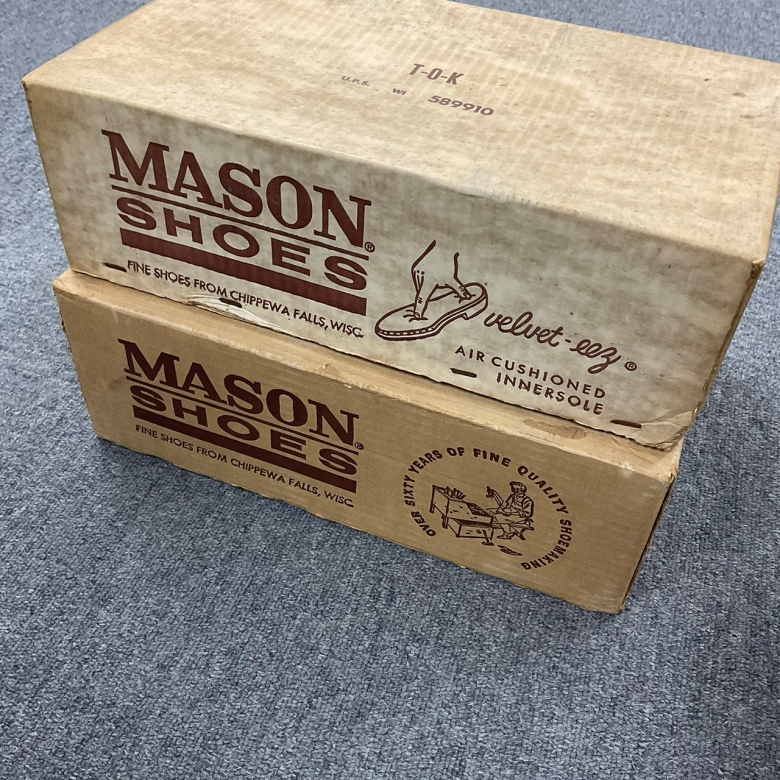 T-O-K
U.P.S. WI 589910
MASON
SHOES®
FINE SHOES FROM CHIPPEWA FALLS, WISC.
velvet-eez®
AIR CUSHIONED
INNERSOLE
MASON
SHOES®
FINE SHOES FROM CHIPPEWA FALLS, WISC.
OVER SIXTY YEARS OF FINE QUALITY SHOEMAKING